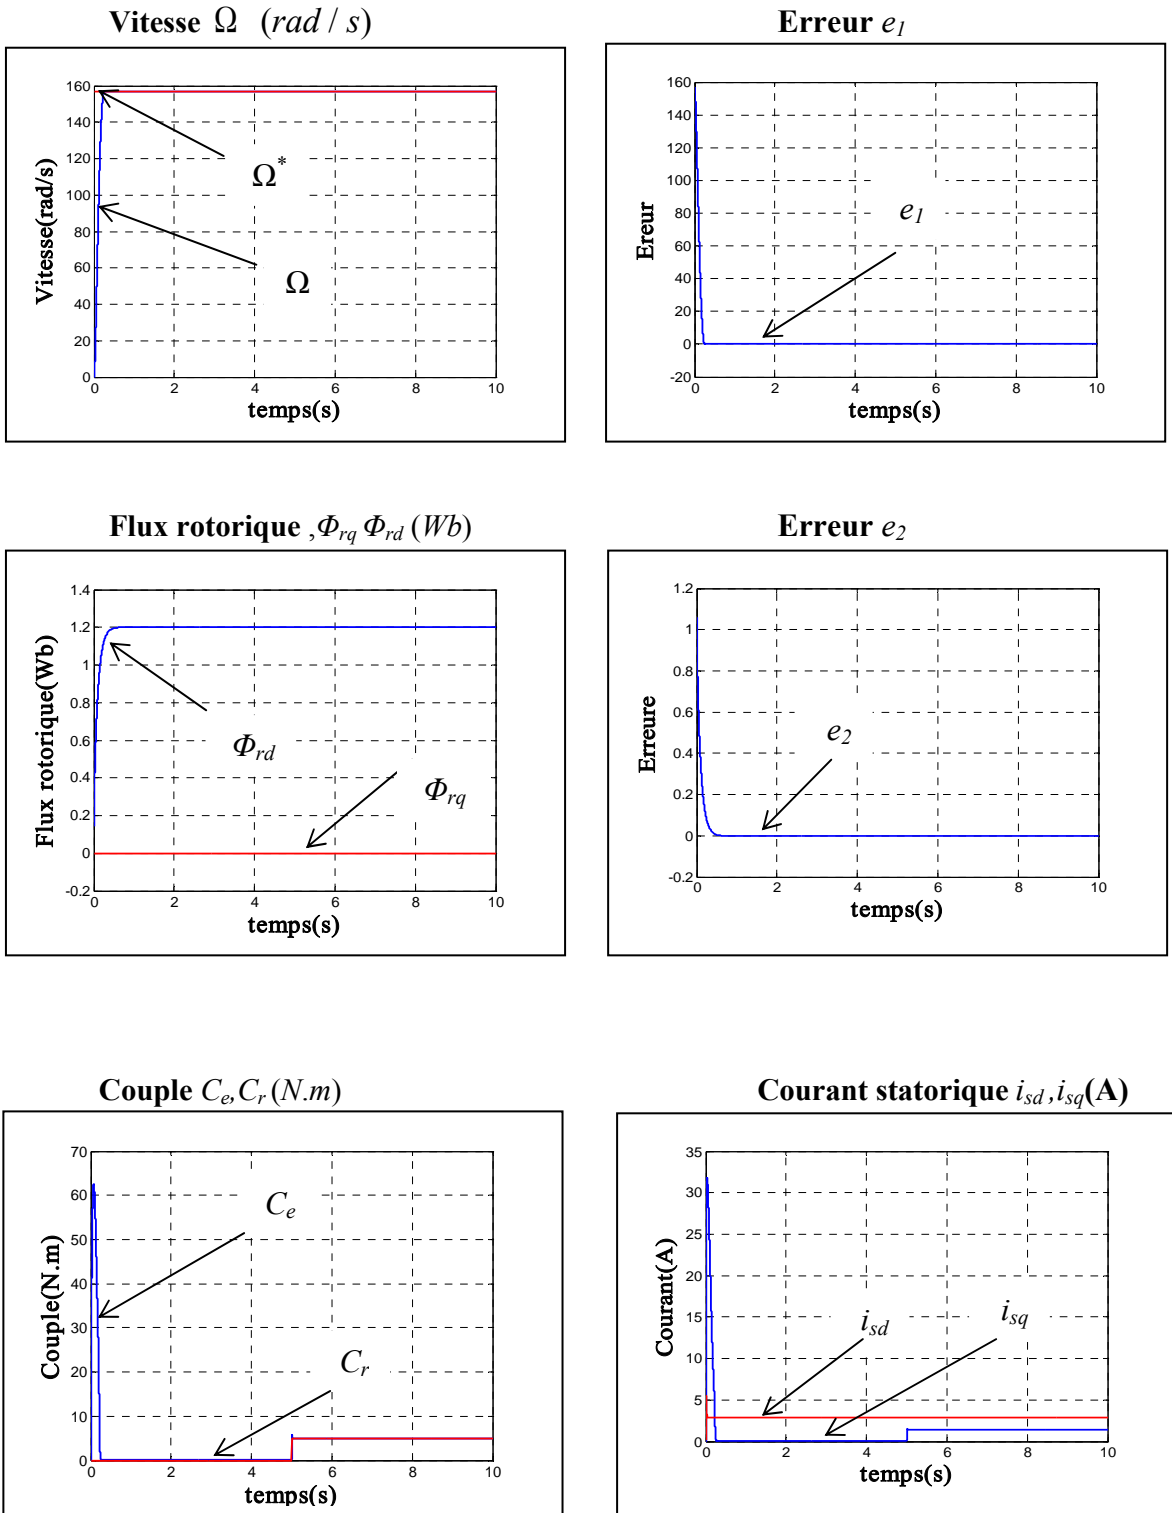 Vitesse Ω (rad / s)
Erreur e1
160
140
120
100
80
60
40
20
0
0 2 4 6 8 10
Vitesse(rad/s)
temps(s)
Ω*
Ω
160
140
120
100
80
60
40
20
0
-20
0 2 4 6 8 10
Ereur
temps(s)
e1
Flux rotorique ,Φrq Φrd (Wb)
Erreur e2
1.4
1.2
1
0.8
0.6
0.4
0.2
0
-0.2
0 2 4 6 8 10
Flux rotorique(Wb)
temps(s)
Φrd
Φrq
1.2
1
0.8
0.6
0.4
0.2
0
-0.2
0 2 4 6 8 10
Erreure
temps(s)
e2
Couple Ce,Cr (N.m)
Courant statorique isd ,isq(A)
70
60
50
40
30
20
10
0
0 2 4 6 8 10
Couple(N.m)
temps(s)
Ce
Cr
35
30
25
20
15
10
5
0
0 2 4 6 8 10
Courant(A)
temps(s)
isd
isq